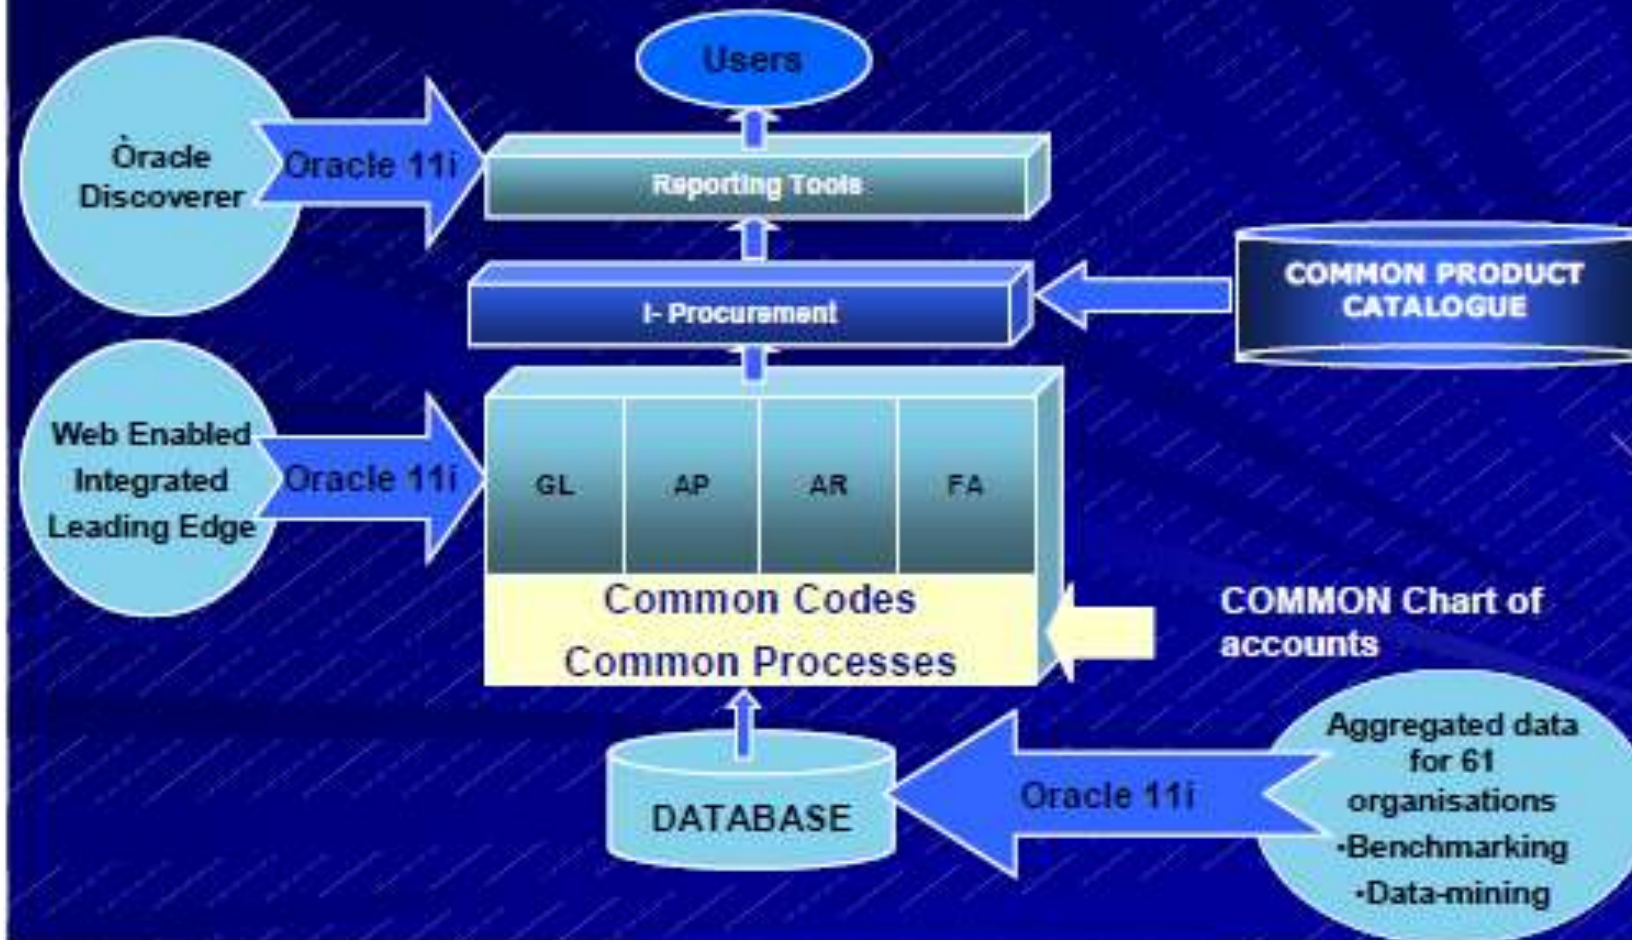 Users
Òracle
Discoverer
Oracle 11i
Reporting Tools
COMMON PRODUCT
CATALOGUE
I- Procurement
Web Enabled
Integrated
Leading Edge
Oracle 11i
GL
AP
AR
FA
Common Codes
Common Processes
COMMON Chart of
accounts
DATABASE
Oracle 11i
Aggregated data
for 61
organisations
•Benchmarking
•Data-mining